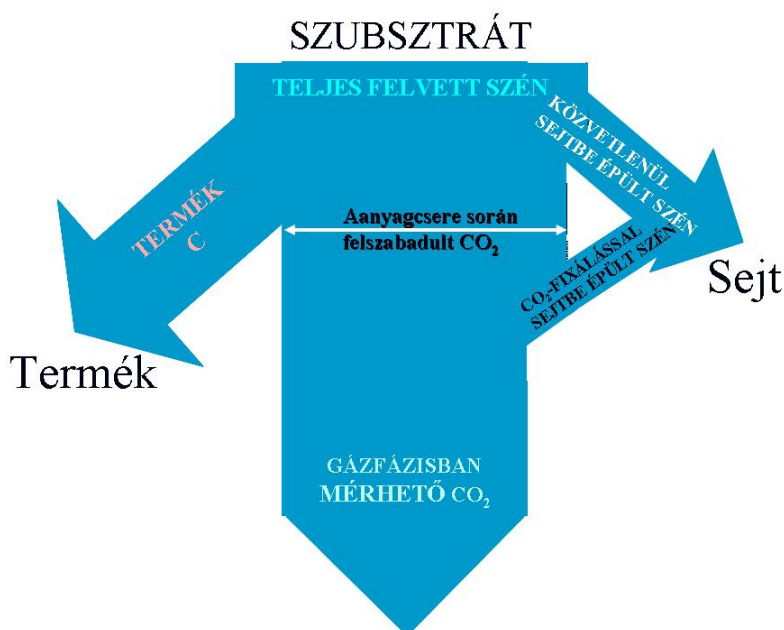 SZUBSZTRÁT
TELJES FELVETT SZÉN
KÖZVETLENÜL
SEJTBE ÉPÜLT SZÉN
TERMÉK
C
Aanyagcsere során
felszabadult CO₂
CO₂-FIXÁLÁSSAL
SEJTBE ÉPÜLT SZÉN
Sejt
Termék
GÁZFÁZISBAN
MÉRHETŐ CO₂